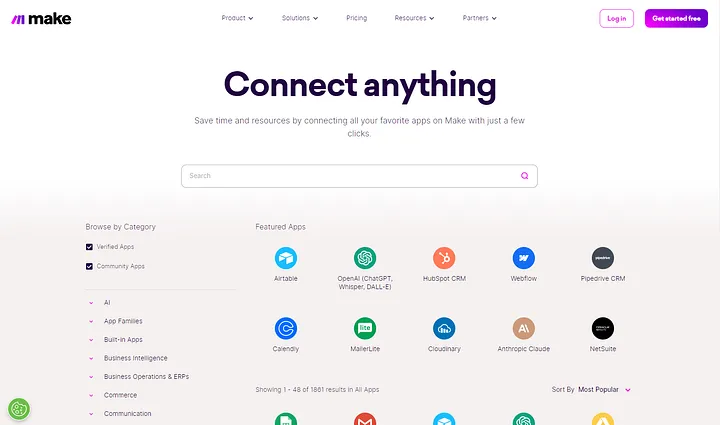 make
Product
Solutions
Pricing
Resources
Partners
Log in
Get started free
Connect anything
Save time and resources by connecting all your favorite apps on Make with just a few
clicks.
Search
Browse by Category
Verified Apps
Community Apps
AI
App Families
Built-in Apps
Business Intelligence
Business Operations & ERPs
Commerce
Communication
Featured Apps
Airtable
OpenAI (ChatGPT,
Whisper, DALL-E)
HubSpot CRM
Webflow
pipedrive
Pipedrive CRM
Calendly
lite
MailerLite
Cloudinary
Anthropic Claude
NetSuite
Showing 1 - 48 of 1861 results in All Apps
Sort By Most Popular